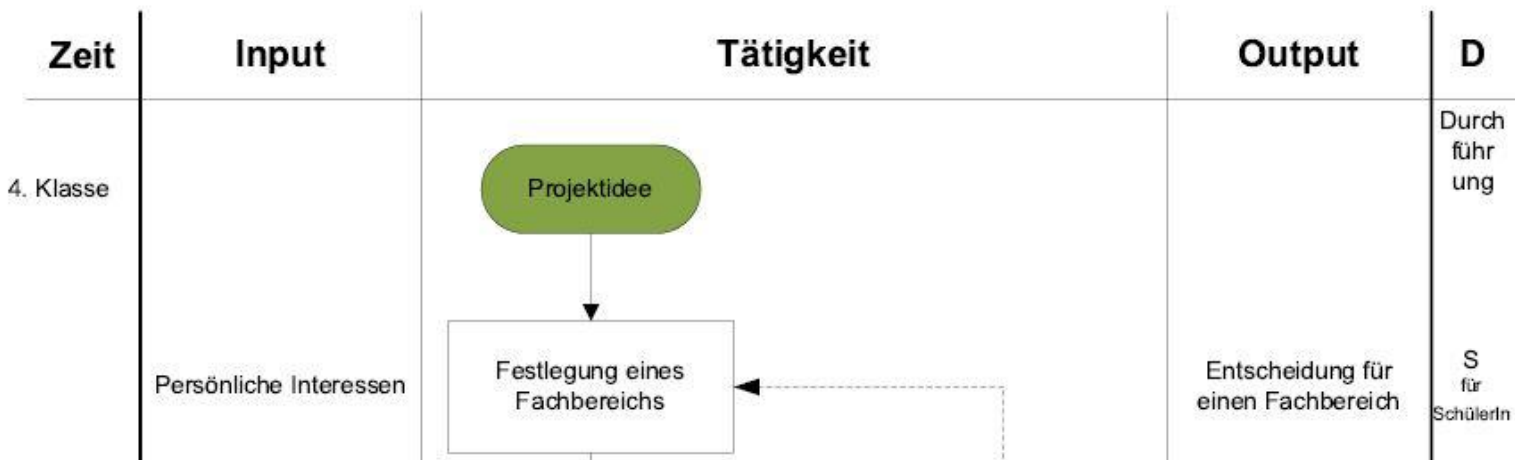 Zeit
Input
Tätigkeit
Output
D
Durch
führ
ung
4. Klasse
Projektidee
Persönliche Interessen
Festlegung eines
Fachbereichs
Entscheidung für
einen Fachbereich
S
für
SchülerIn